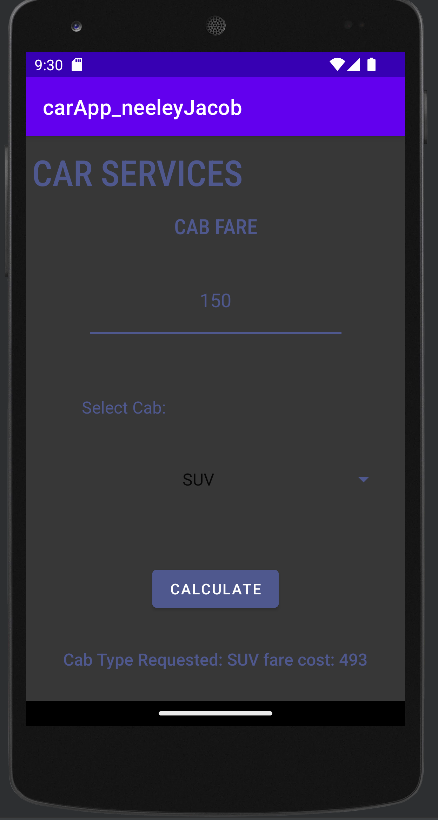 9:30
carApp_neeleyJacob
CAR SERVICES
CAB FARE
150
Select Cab:
SUV
CALCULATE
Cab Type Requested: SUV fare cost: 493